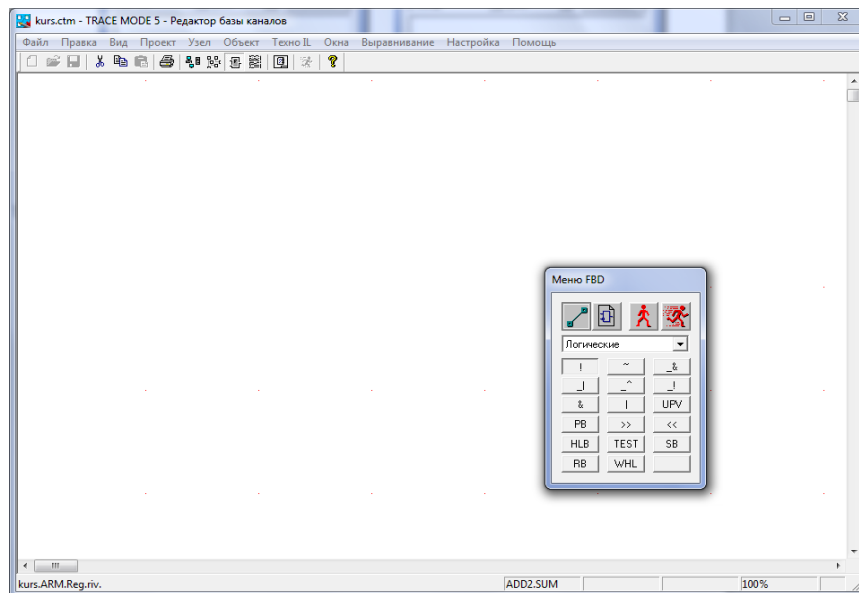 kurs.ctm - TRACE MODE 5 - Редактор базы каналов
Файл Правка Вид Проект Узел Объект Техно IL Окна Выравнивание Настройка Помощь
Меню FBD
Логические
! ~ _&
_| _^ _!
& | UPV
PB >> <<
HLB TEST SB
RB WHL
kurs.ARM.Reg.riv. ADD2.SUM 100%